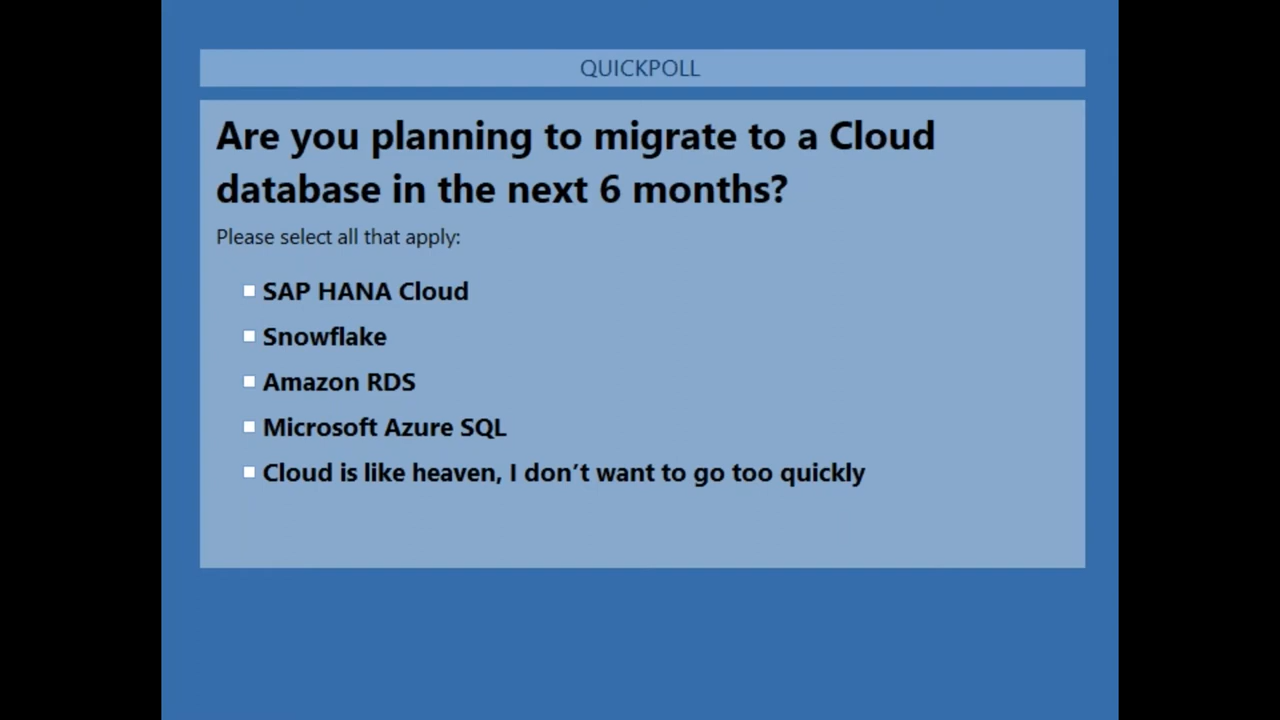 QUICKPOLL
Are you planning to migrate to a Cloud
database in the next 6 months?
Please select all that apply:
SAP HANA Cloud
Snowflake
Amazon RDS
Microsoft Azure SQL
Cloud is like heaven, I don’t want to go too quickly